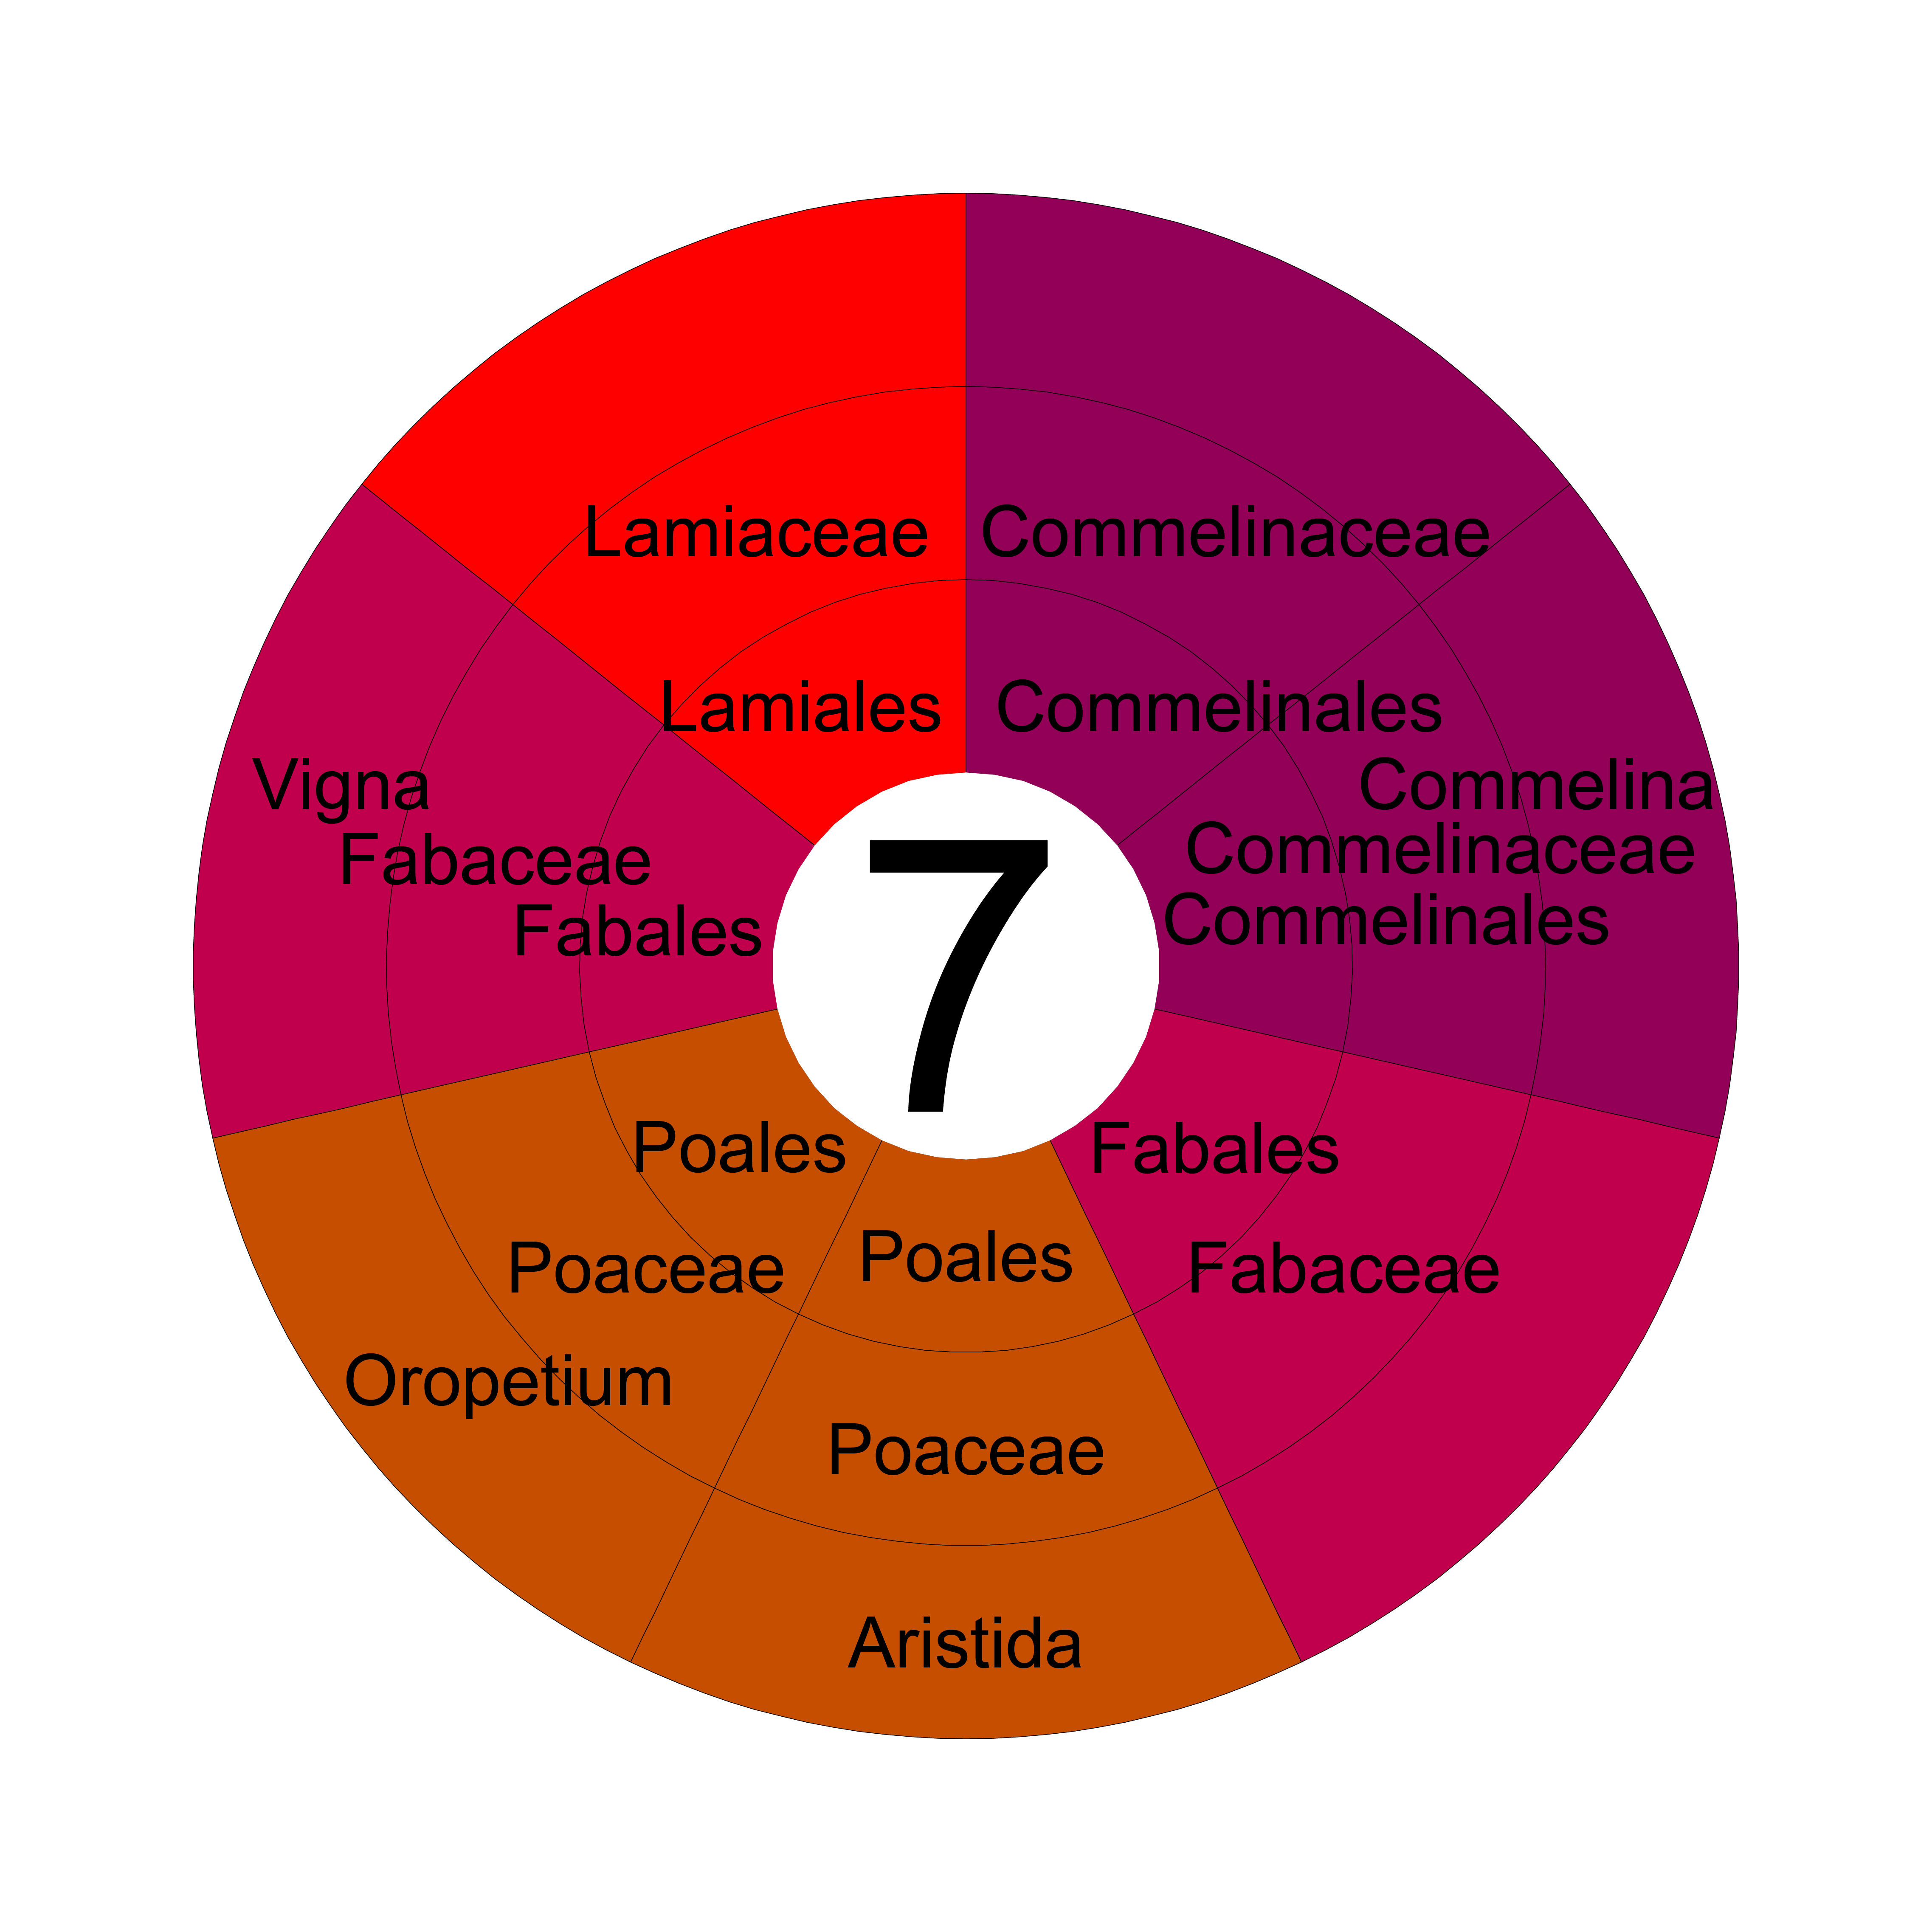 Lamiaceae
Commelinaceae
Lamiales
Commelinales
Vigna
Commelina
Fabaceae
Commelinaceae
Fabales
Commelinales
7
Poales
Fabales
Poales
Poaceae
Fabaceae
Oropetium
Poaceae
Aristida